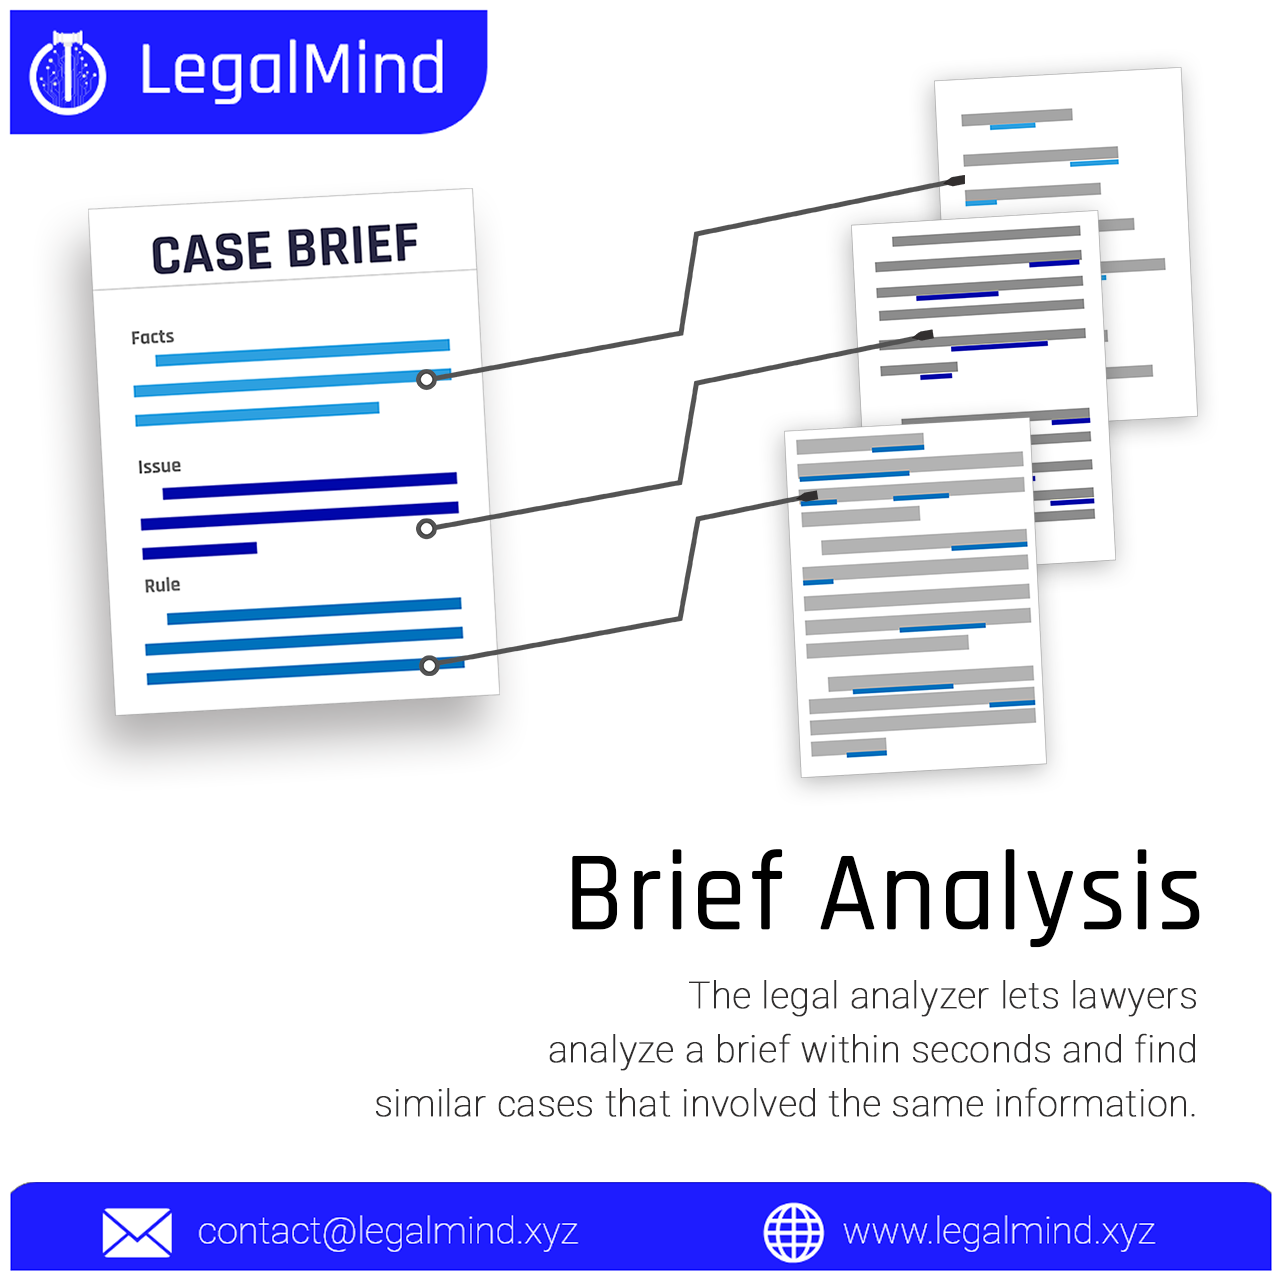 LegalMind
CASE BRIEF
Facts
Issue
Rule
Brief Analysis
The legal analyzer lets lawyers
analyze a brief within seconds and find
similar cases that involved the same information.
contact@legalmind.xyz
www.legalmind.xyz